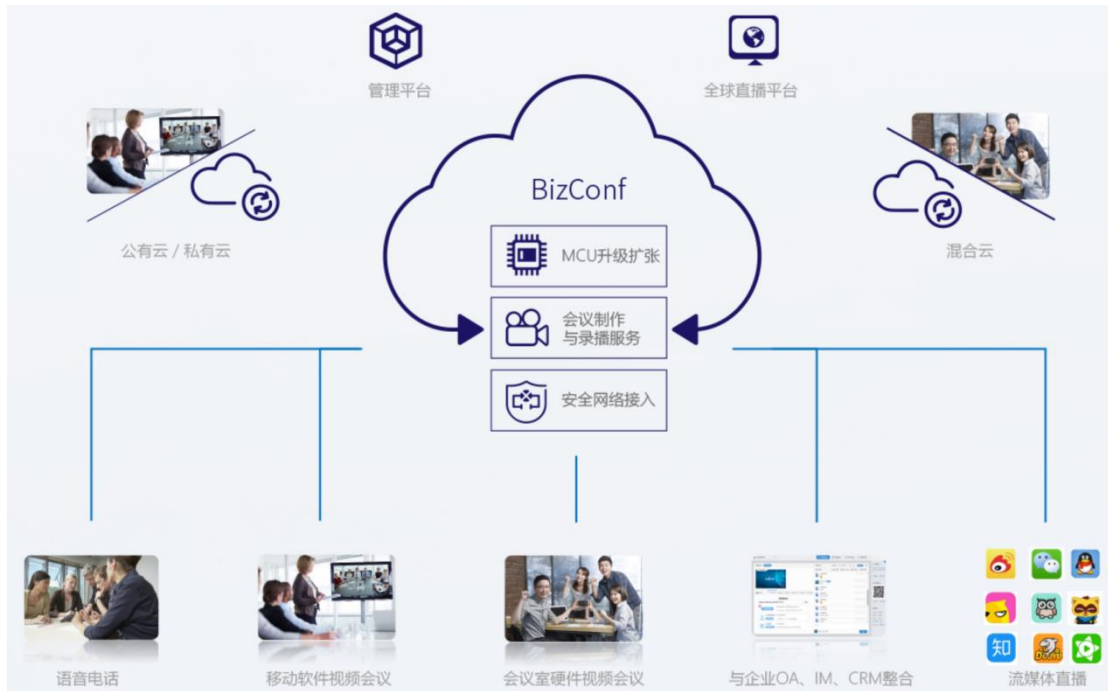 管理平台
全球直播平台
BizConf
MCU升级扩张
公有云 / 私有云
混合云
会议制作
与录播服务
安全网络接入
知
语音电话
移动软件视频会议
会议室硬件视频会议
与企业OA、IM、CRM整合
流媒体直播